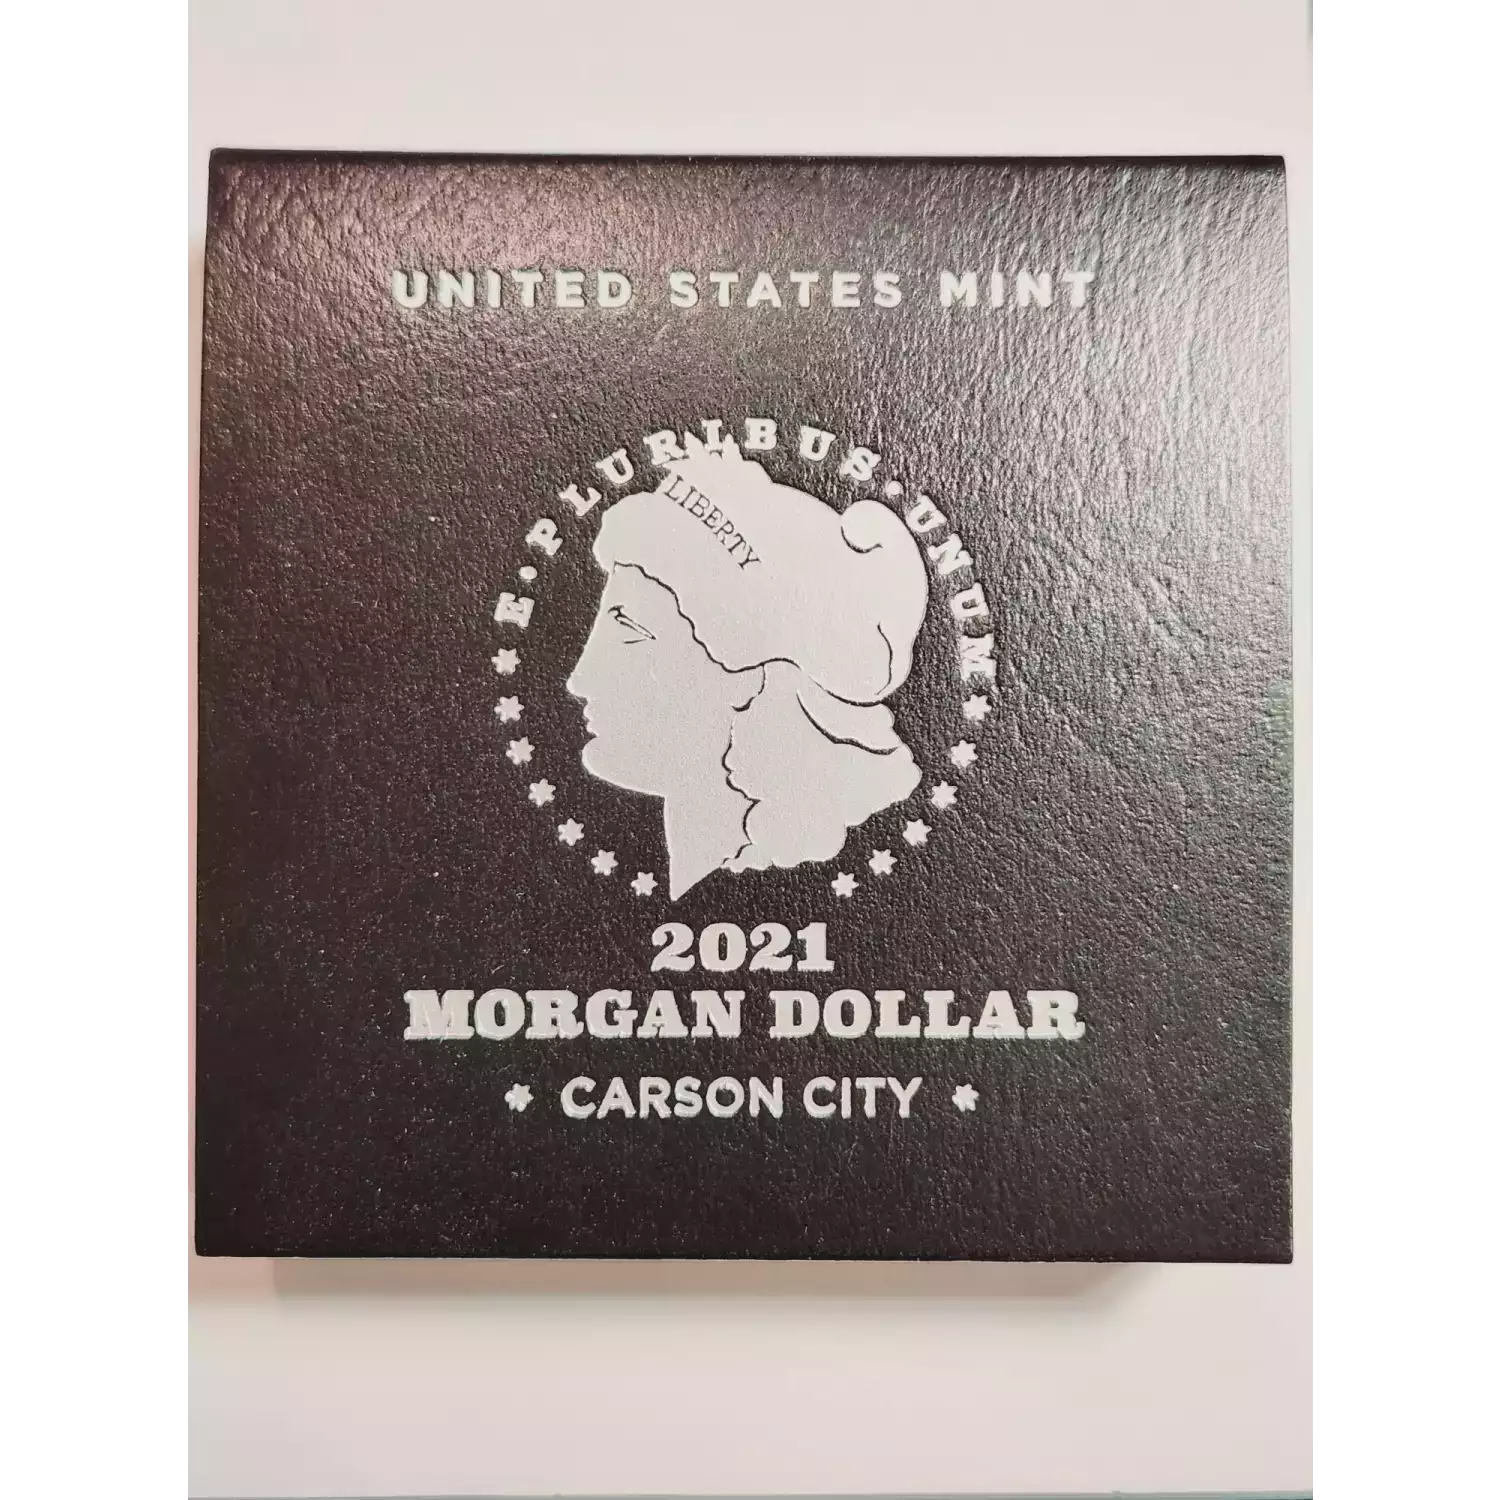 UNITED STATES MINT
E·PLURIBUS·UNUM
LIBERTY
2021
MORGAN DOLLAR
* CARSON CITY *